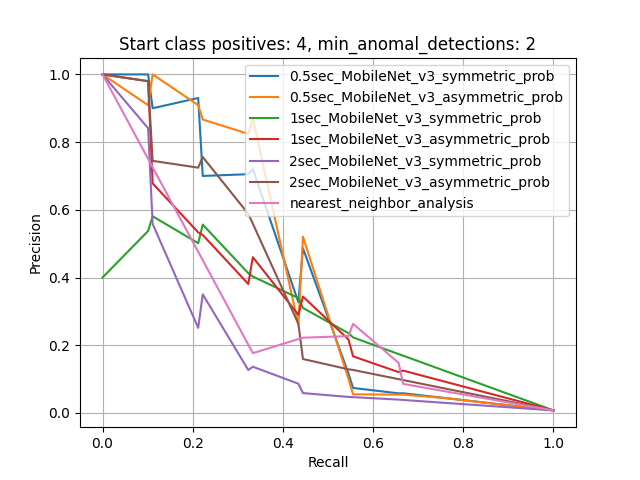 Start class positives: 4, min_anomal_detections: 2
1.0
0.8
0.6
0.4
0.2
0.0
Precision
0.5sec_MobileNet_v3_symmetric_prob
0.5sec_MobileNet_v3_asymmetric_prob
1sec_MobileNet_v3_symmetric_prob
1sec_MobileNet_v3_asymmetric_prob
2sec_MobileNet_v3_symmetric_prob
2sec_MobileNet_v3_asymmetric_prob
nearest_neighbor_analysis
0.0 0.2 0.4 0.6 0.8 1.0
Recall